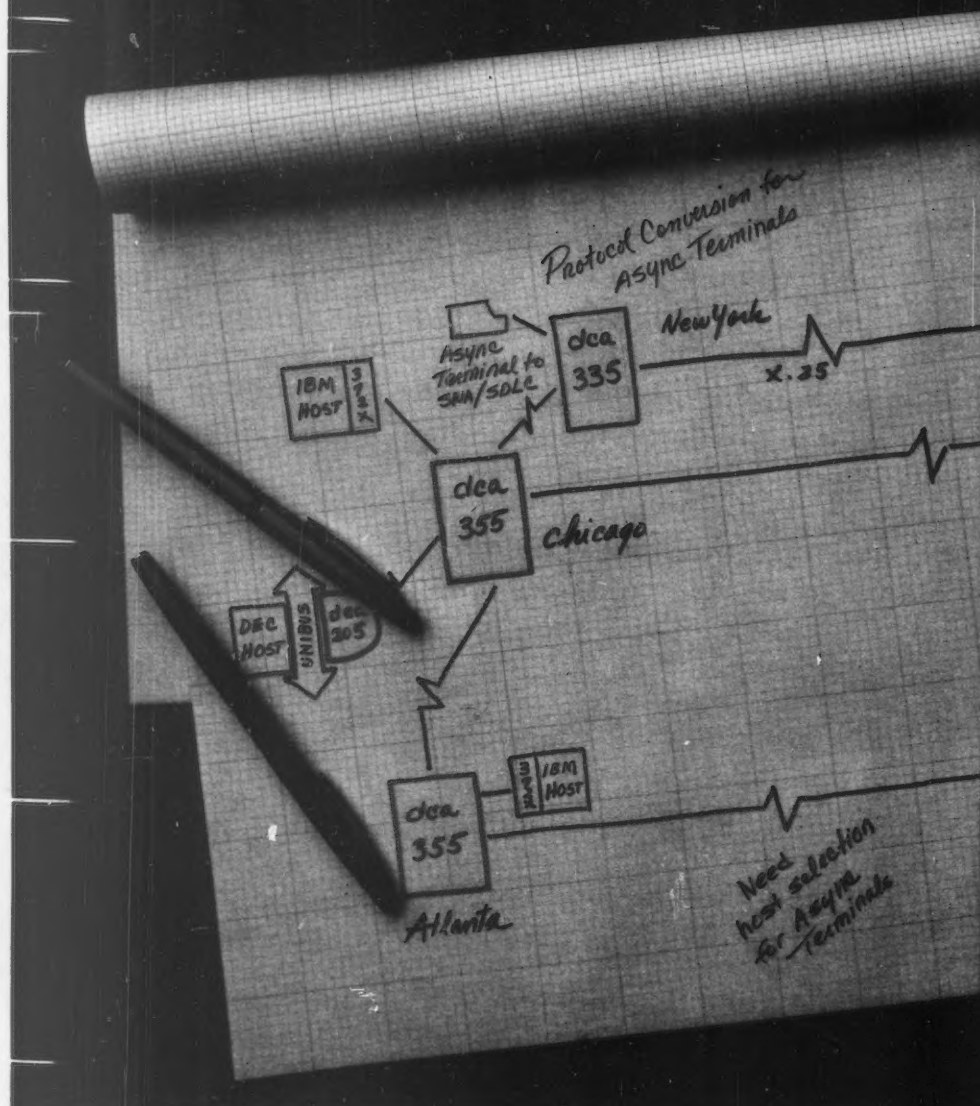 Protocol Conversion for
Async Terminals
Async
Terminal to
SNA/SDLC
dca
335
New York
X.25
IBM
HOST
372X
dca
355
Chicago
DEC
HOST
UNIBUS
dca
205
dca
355
IBM
HOST
Atlanta
Need
host selection
for Async
Terminals